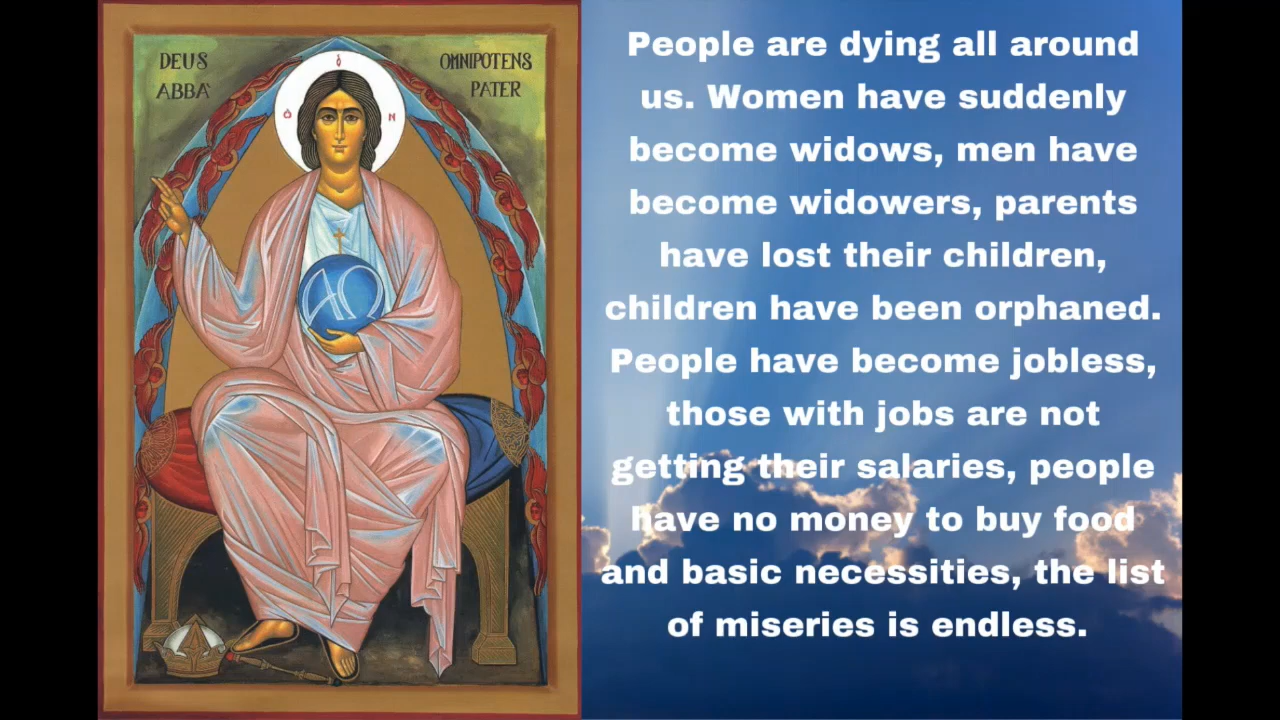 DEUS
ABBA
OMNIPOTENS
PATER
People are dying all around
us. Women have suddenly
become widows, men have
become widowers, parents
have lost their children,
children have been orphaned.
People have become jobless,
those with jobs are not
getting their salaries, people
have no money to buy food
and basic necessities, the list
of miseries is endless.